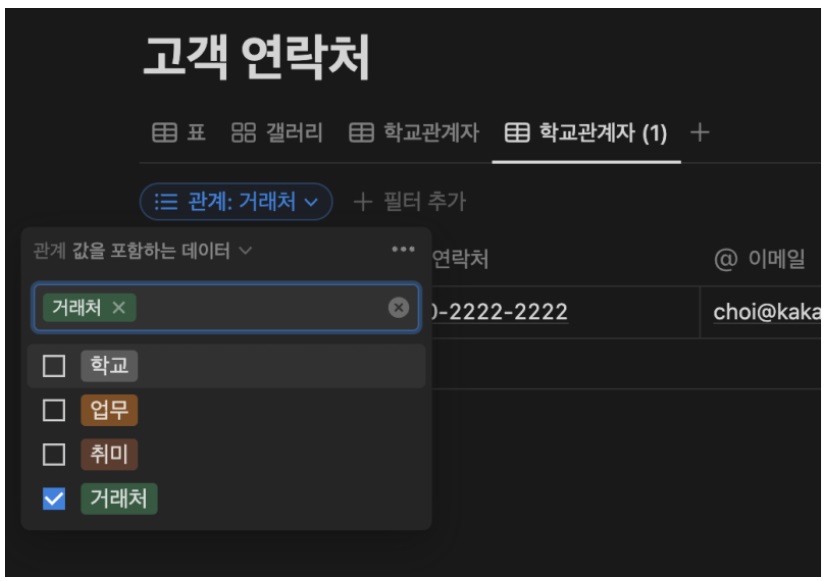 고객 연락처
표 갤러리 학교관계자 학교관계자 (1)
관계: 거래처 필터 추가
관계 값을 포함하는 데이터
연락처 @ 이메일
거래처
-2222-2222 choi@kaka
학교
업무
취미
거래처